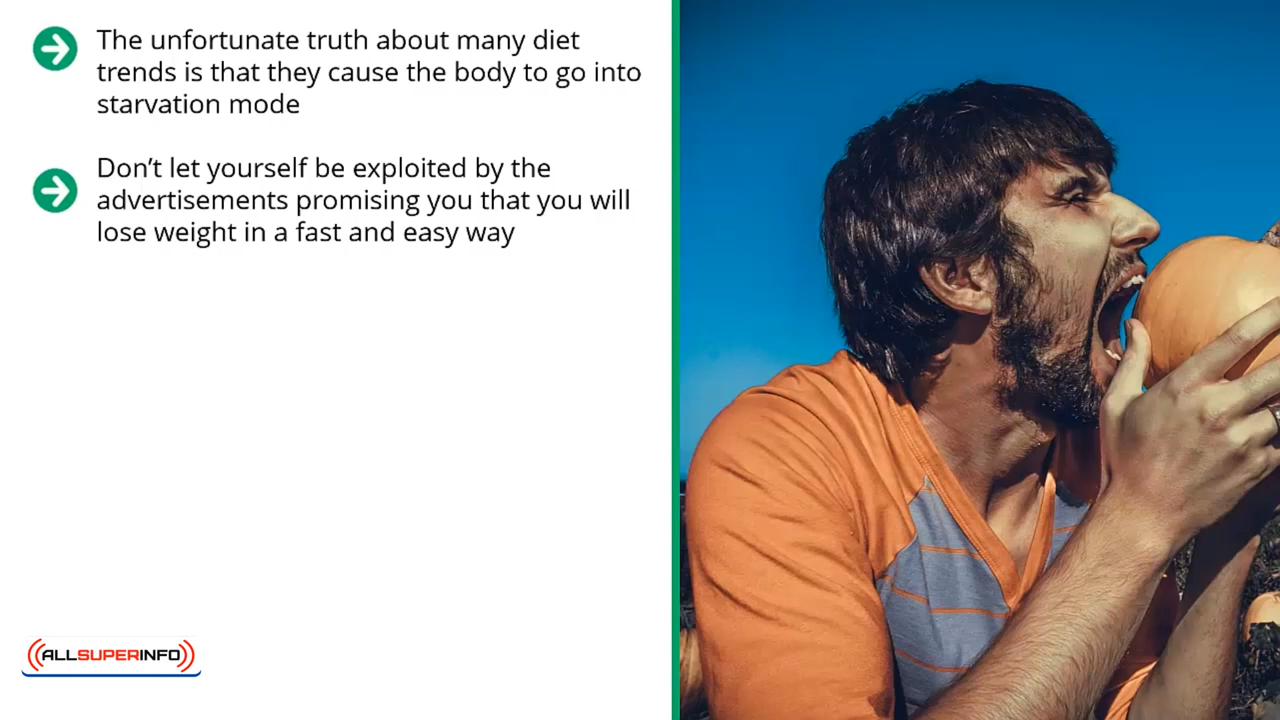 The unfortunate truth about many diet
trends is that they cause the body to go into
starvation mode
Don’t let yourself be exploited by the
advertisements promising you that you will
lose weight in a fast and easy way
ALLSUPERINFO